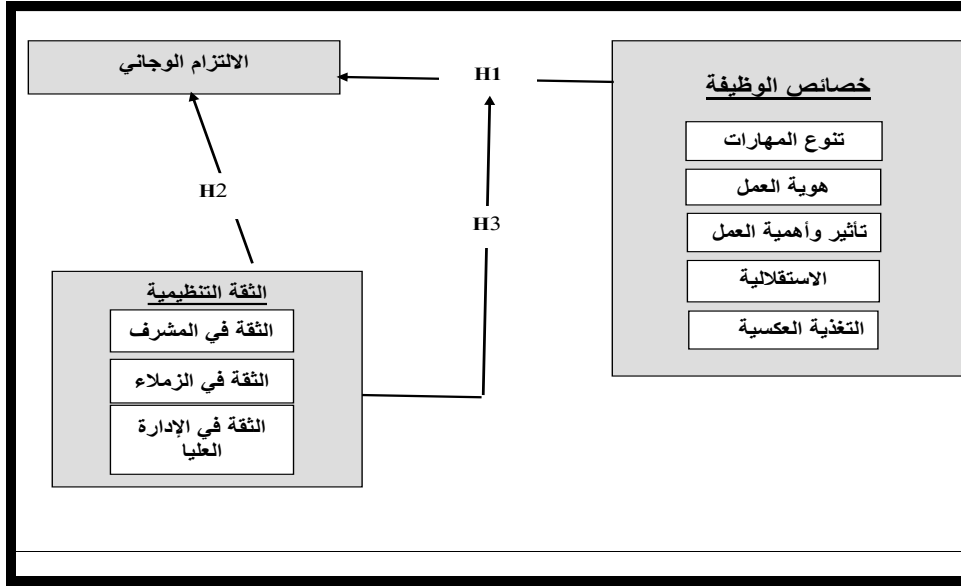 خصائص الوظيفة
تنوع المهارات
هوية العمل
تأثير وأهمية العمل
الاستقلالية
التغذية العكسية
H1
الالتزام الوجاني
H2
H3
الثقة التنظيمية
الثقة في المشرف
الثقة في الزملاء
الثقة في الإدارة
العليا